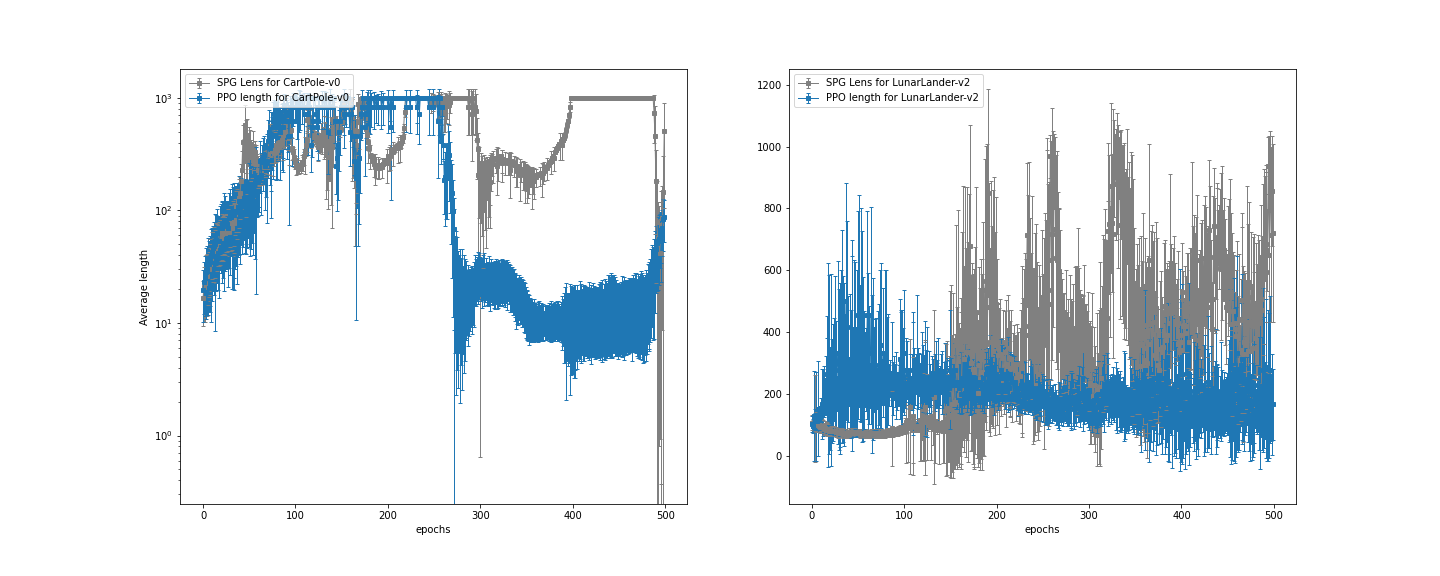 SPG Lens for CartPole-v0
PPO length for CartPole-v0
10³
10²
10¹
10⁰
Average length
0 100 200 300 400 500
epochs
SPG Lens for LunarLander-v2
PPO length for LunarLander-v2
1200
1000
800
600
400
200
0
0 100 200 300 400 500
epochs